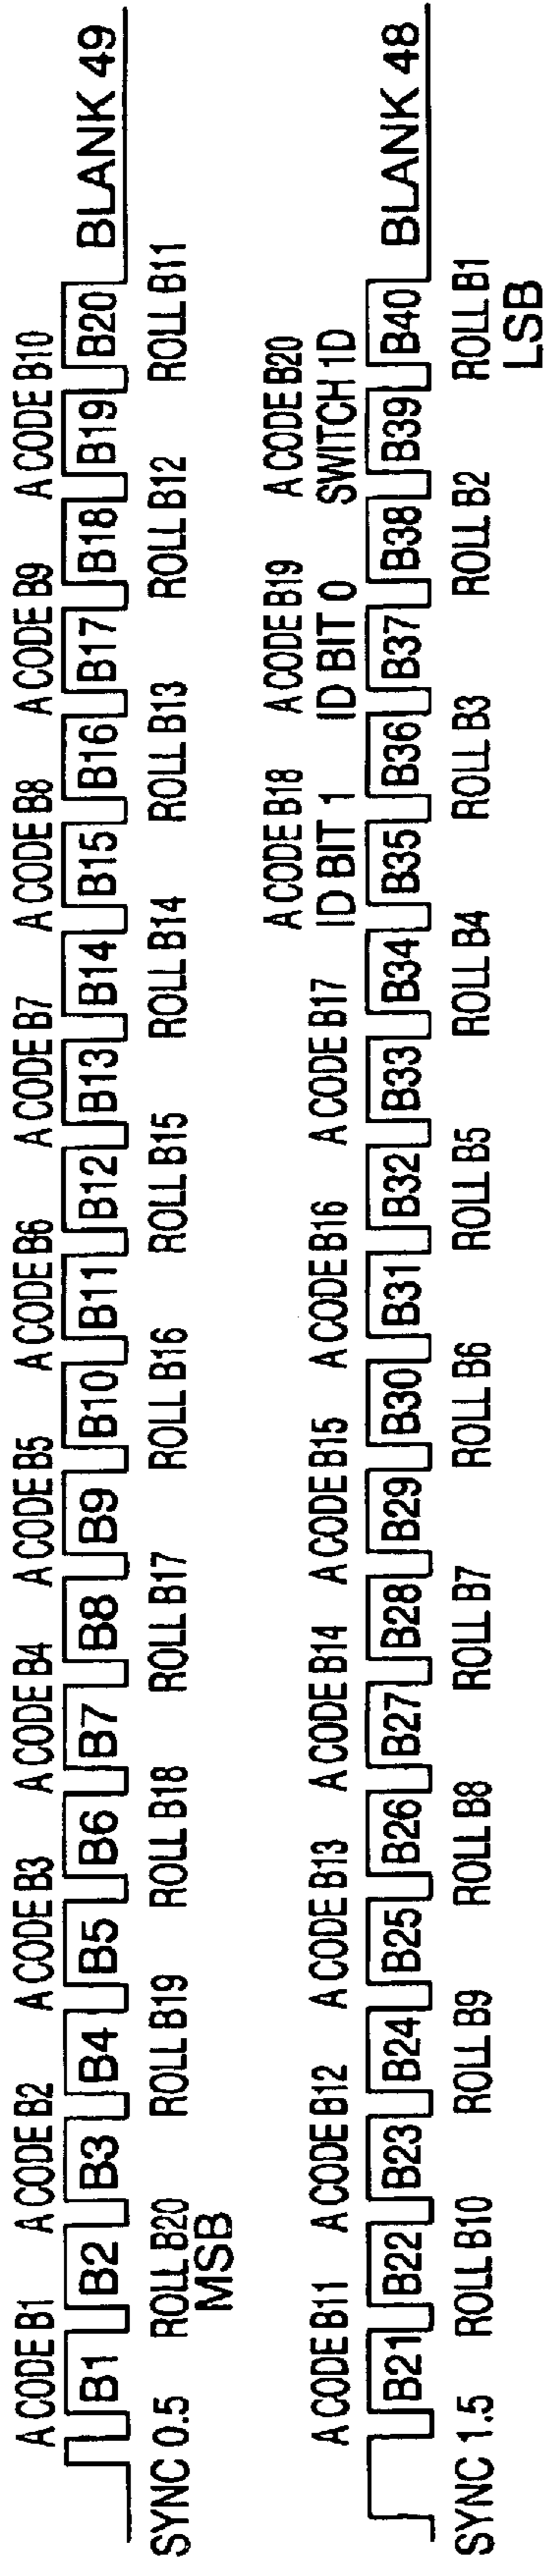 A CODE B1 A CODE B2 A CODE B3 A CODE B4 A CODE B5 A CODE B6 A CODE B7 A CODE B8 A CODE B9 A CODE B10
B1 B2 B3 B4 B5 B6 B7 B8 B9 B10 B11 B12 B13 B14 B15 B16 B17 B18 B19 B20 BLANK 49
SYNC 0.5 ROLL B20 ROLL B19 ROLL B18 ROLL B17 ROLL B16 ROLL B15 ROLL B14 ROLL B13 ROLL B12 ROLL B11
MSB
A CODE B18 A CODE B19 A CODE B20
A CODE B11 A CODE B12 A CODE B13 A CODE B14 A CODE B15 A CODE B16 A CODE B17 ID BIT 1 ID BIT 0 SWITCH 1D
B21 B22 B23 B24 B25 B26 B27 B28 B29 B30 B31 B32 B33 B34 B35 B36 B37 B38 B39 B40 BLANK 48
SYNC 1.5 ROLL B10 ROLL B9 ROLL B8 ROLL B7 ROLL B6 ROLL B5 ROLL B4 ROLL B3 ROLL B2 ROLL B1
LSB